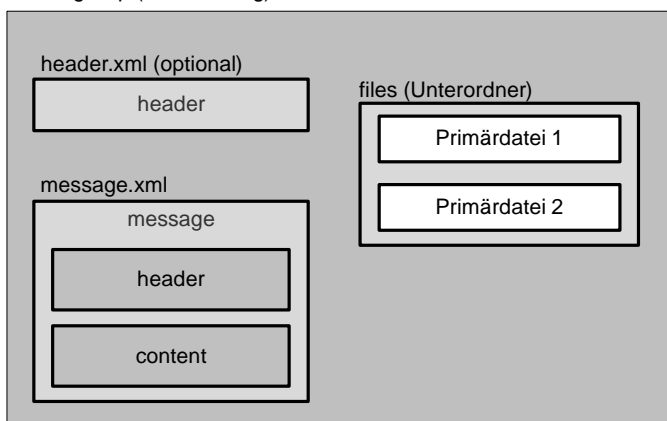 header.xml (optional)
header
message.xml
message
header
content
files (Unterordner)
Primärdatei 1
Primärdatei 2